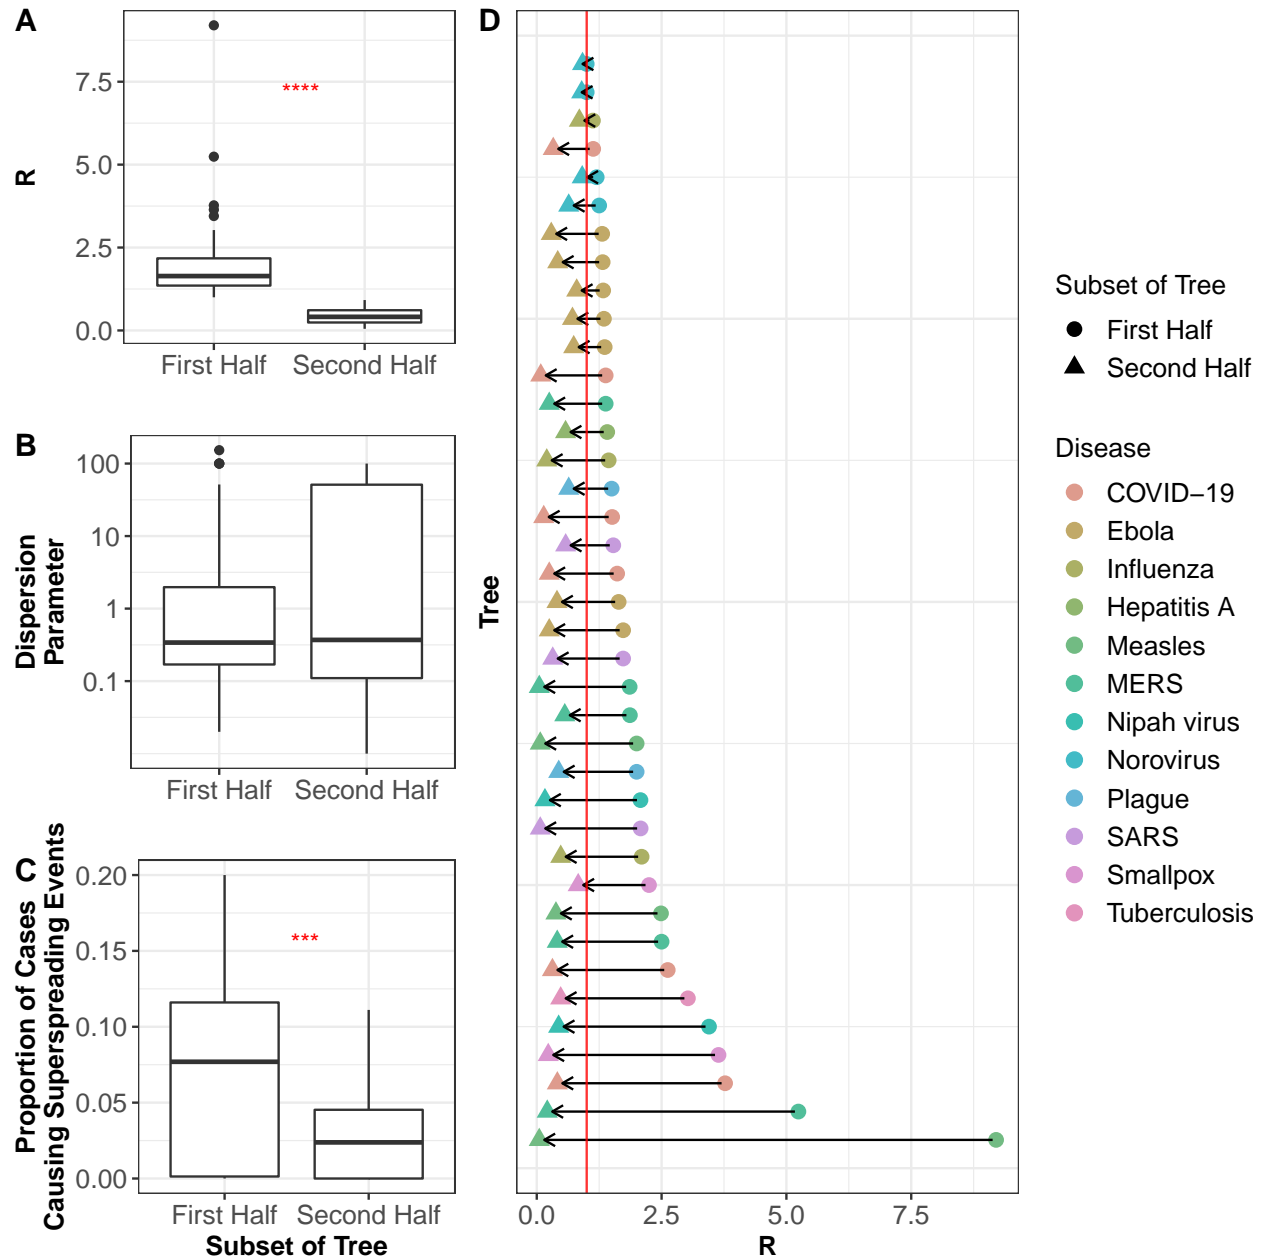 A
R
7.5
5.0
2.5
0.0
****
First Half
Second Half
B
Dispersion
Parameter
100
10
1
0.1
First Half
Second Half
C
Proportion of Cases
Causing Superspreading Events
0.20
0.15
0.10
0.05
0.00
***
First Half
Second Half
Subset of Tree
D
Tree
0.0
2.5
5.0
7.5
R
Subset of Tree
First Half
Second Half
Disease
COVID−19
Ebola
Influenza
Hepatitis A
Measles
MERS
Nipah virus
Norovirus
Plague
SARS
Smallpox
Tuberculosis